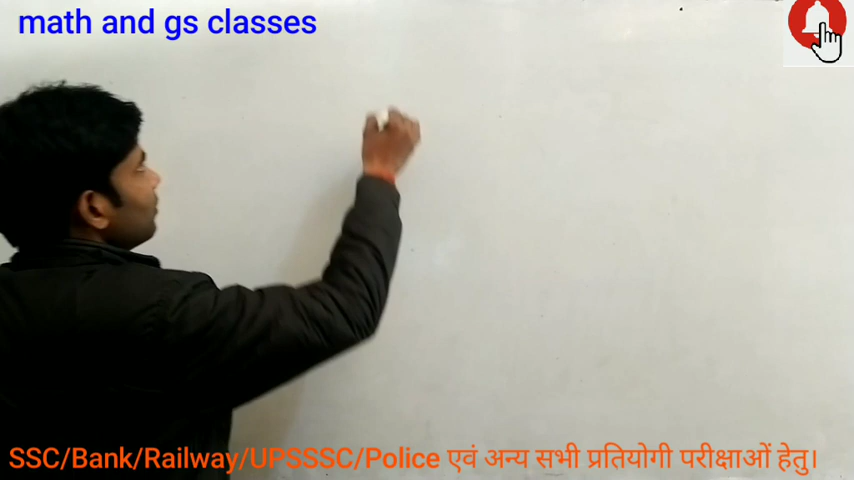 math and gs classes
SSC/Bank/Railway/UPSSSC/Police एवं अन्य सभी प्रतियोगी परीक्षाओं हेतु।